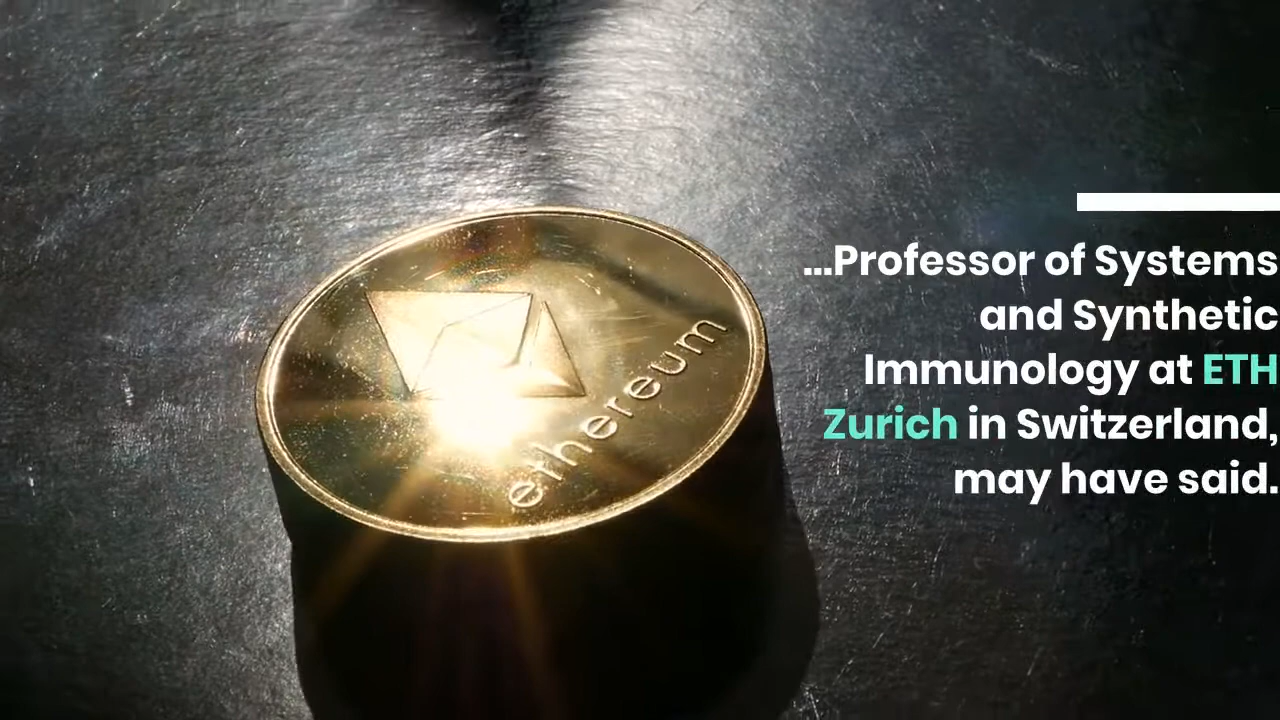 ethereum
...Professor of Systems
and Synthetic
Immunology at ETH
Zurich in Switzerland,
may have said.